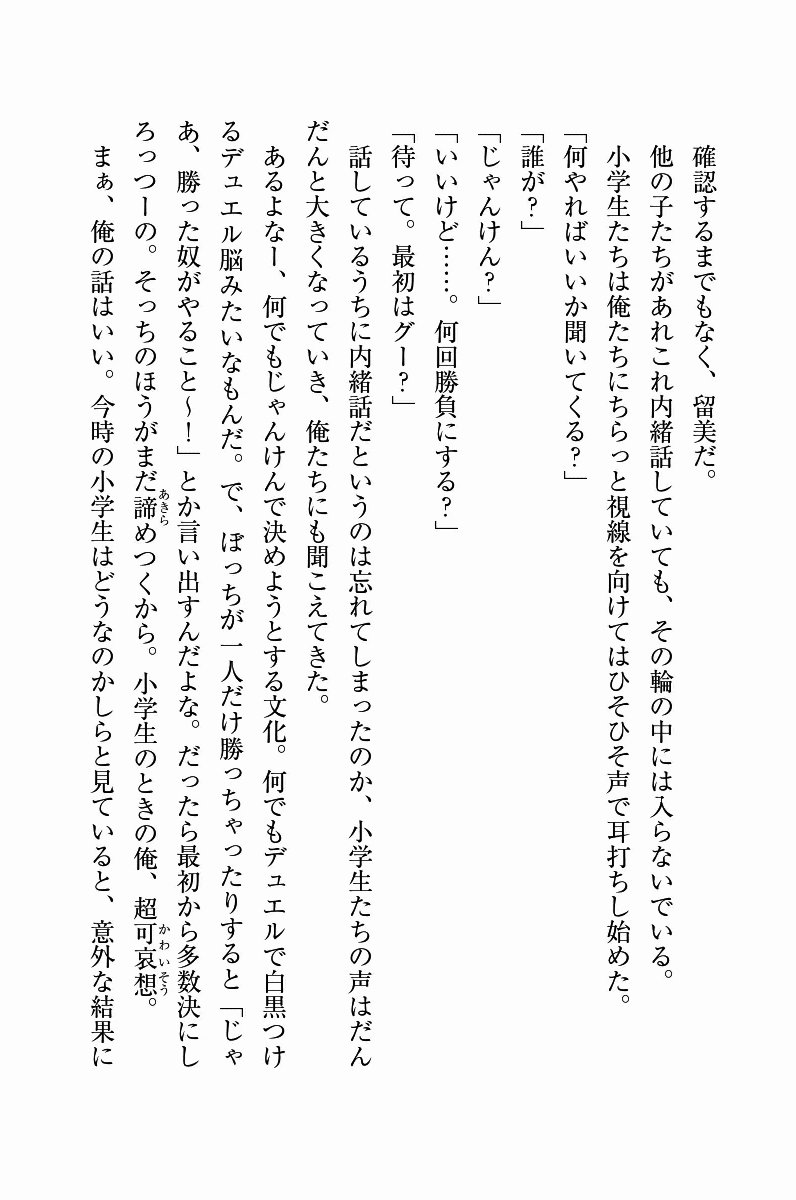 確認するまでもなく、留美だ。
他の子たちがあれこれ内緒話していても、その輪の中には入らないでいる。
小学生たちは俺たちにちらっと視線を向けてはひそひそ声で耳打ちし始めた。
「何やればいいか聞いてくる？」
「誰が？」
「じゃんけん？」
「いいけど……。何回勝負にする？」
「待って。最初はグー？」
話しているうちに内緒話だというのは忘れてしまったのか、小学生たちの声はだん
だんと大きくなっていき、俺たちにも聞こえてきた。
あるよなー、何でもじゃんけんで決めようとする文化。何でもデュエルで白黒つけ
るデュエル脳みたいなもんだ。で、ぼっちが一人だけ勝っちゃったりすると「じゃ
あ、勝った奴がやること～！」とか言い出すんだよな。だったら最初から多数決にし
ろっつーの。そっちのほうがまだ諦めつくから。小学生のときの俺、超可哀想。
まぁ、俺の話はいい。今時の小学生はどうなのかしらと見ていると、意外な結果に